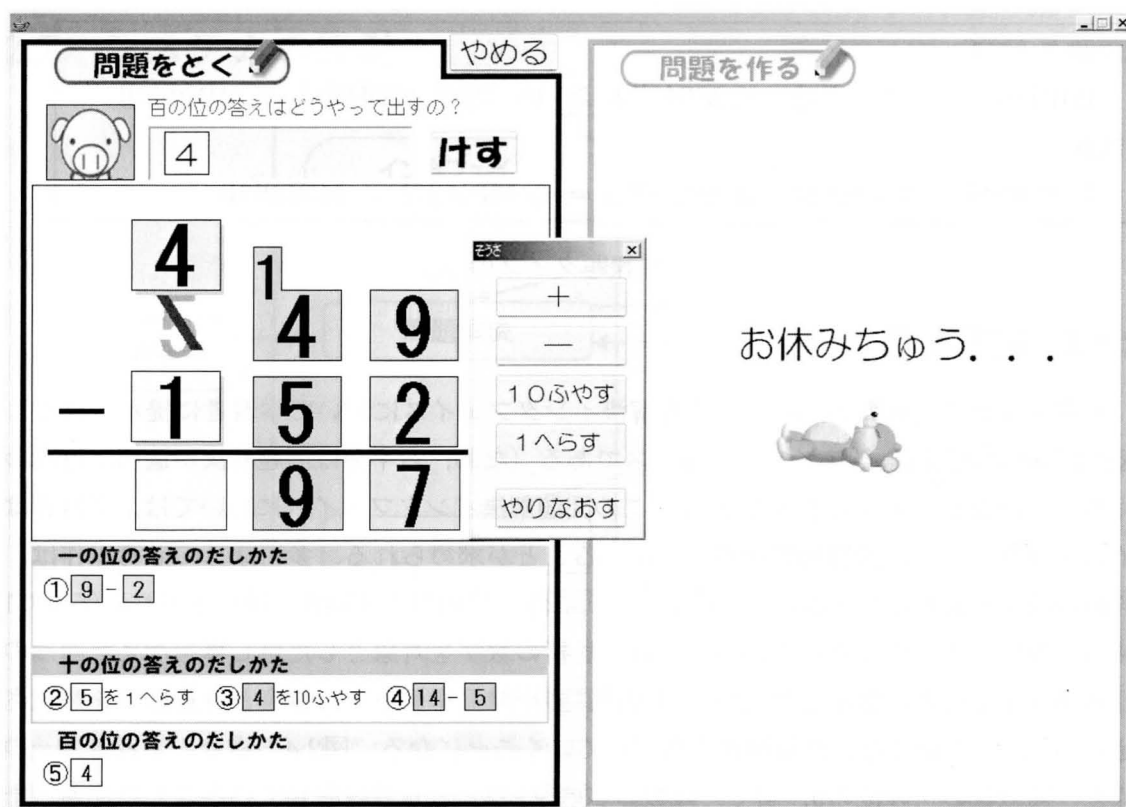 問題をとく
やめる
百の位の答えはどうやって出すの?
4
けす
4
1
5 4 9
- 1 5 2
9 7
そうさ
+
-
10ふやす
1へらす
やりなおす
一の位の答えのだしかた
① 9 - 2
十の位の答えのだしかた
② 5 を1へらす ③ 4 を10ふやす ④ 14 - 5
百の位の答えのだしかた
⑤ 4
問題を作る
お休みちゅう...